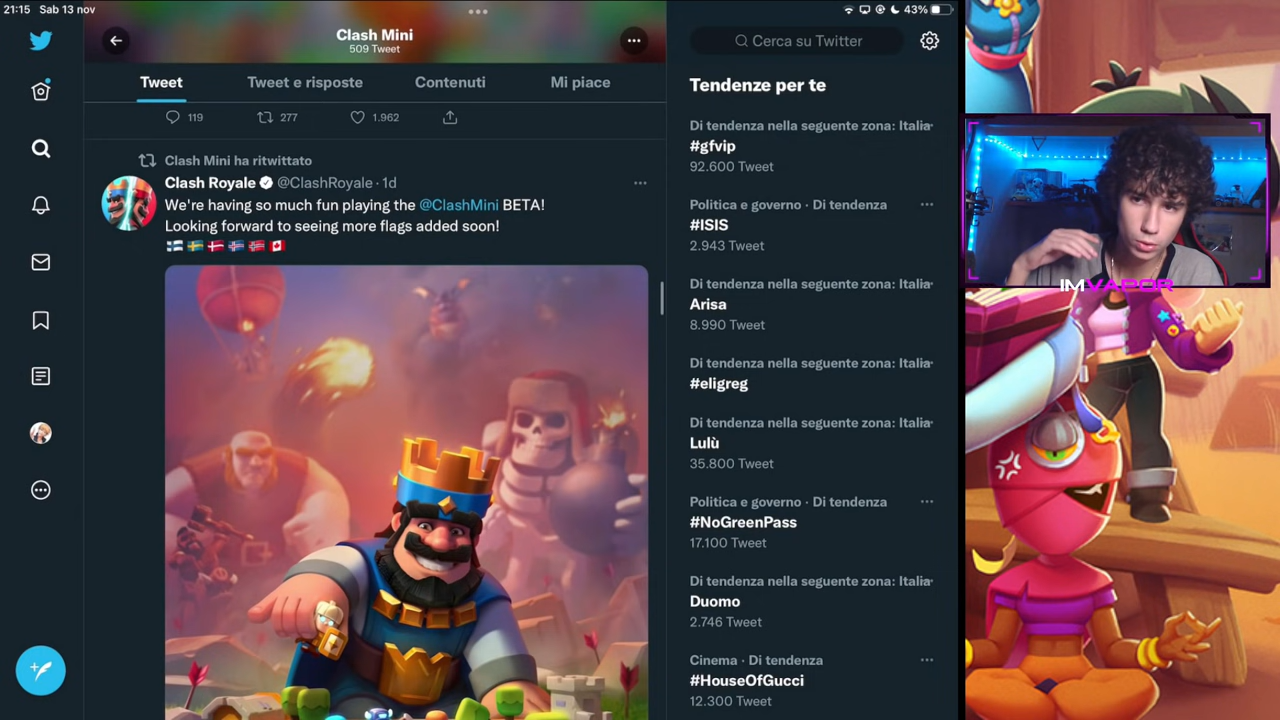 21:15 Sab 13 nov
43%
Clash Mini
509 Tweet
Cerca su Twitter
Tweet
Tweet e risposte
Contenuti
Mi piace
119
277
1.962
Clash Mini ha ritwittato
Clash Royale @ClashRoyale · 1d
We're having so much fun playing the @ClashMini BETA!
Looking forward to seeing more flags added soon!
Tendenze per te
Di tendenza nella seguente zona: Italia
#gfvip
92.600 Tweet
Politica e governo · Di tendenza
#ISIS
2.943 Tweet
Di tendenza nella seguente zona: Italia
Arisa
8.990 Tweet
Di tendenza nella seguente zona: Italia
#eligreg
Di tendenza nella seguente zona: Italia
Lulù
35.800 Tweet
Politica e governo · Di tendenza
#NoGreenPass
17.100 Tweet
Di tendenza nella seguente zona: Italia
Duomo
2.746 Tweet
Cinema · Di tendenza
#HouseOfGucci
12.300 Tweet
IMVAPOR